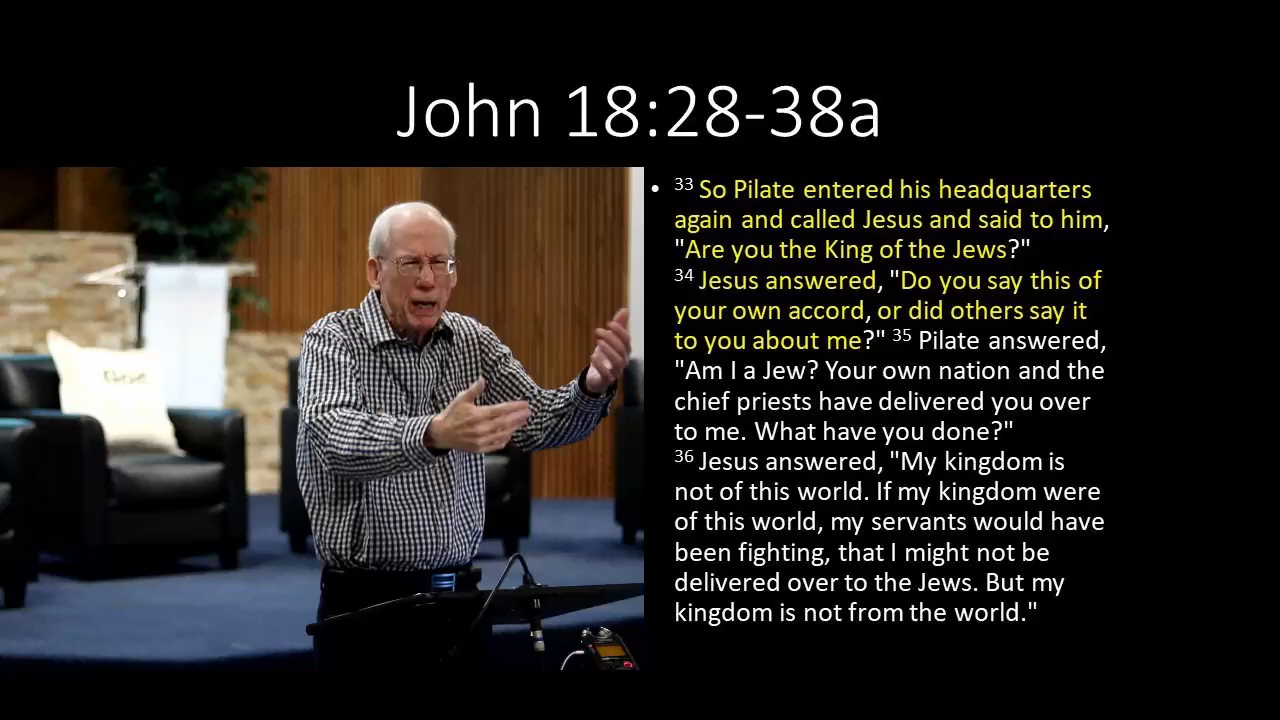 John 18:28-38a
• 33 So Pilate entered his headquarters
again and called Jesus and said to him,
"Are you the King of the Jews?"
34 Jesus answered, "Do you say this of
your own accord, or did others say it
to you about me?" 35 Pilate answered,
"Am I a Jew? Your own nation and the
chief priests have delivered you over
to me. What have you done?"
36 Jesus answered, "My kingdom is
not of this world. If my kingdom were
of this world, my servants would have
been fighting, that I might not be
delivered over to the Jews. But my
kingdom is not from the world."